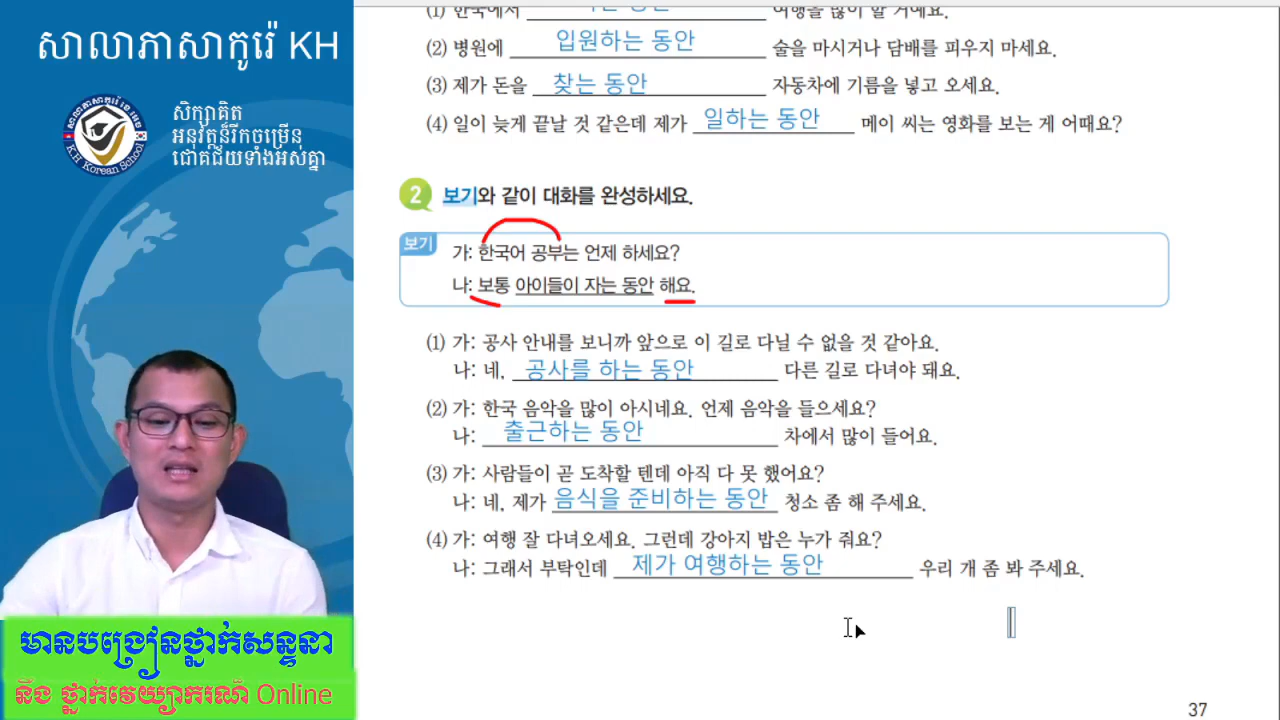 សាលាភាសាកូរ៉េ KH
សិក្សាគិត
អនុវត្តន៍រីកចម្រើន
ជោគជ័យទាំងអស់គ្នា
KH Korean School
មានបង្រៀនថ្នាក់សន្ទនា
និង ថ្នាក់វេយ្យាករណ៍ Online
(1) 한국에서 동안 여행을 많이 할 거예요.
(2) 병원에 입원하는 동안 술을 마시거나 담배를 피우지 마세요.
(3) 제가 돈을 찾는 동안 자동차에 기름을 넣고 오세요.
(4) 일이 늦게 끝날 것 같은데 제가 일하는 동안 메이 씨는 영화를 보는 게 어때요?
2 보기와 같이 대화를 완성하세요.
보기
가: 한국어 공부는 언제 하세요?
나: 보통 아이들이 자는 동안 해요.
(1) 가: 공사 안내를 보니까 앞으로 이 길로 다닐 수 없을 것 같아요.
나: 네, 공사를 하는 동안 다른 길로 다녀야 돼요.
(2) 가: 한국 음악을 많이 아시네요. 언제 음악을 들으세요?
나: 출근하는 동안 차에서 많이 들어요.
(3) 가: 사람들이 곧 도착할 텐데 아직 다 못 했어요?
나: 네, 제가 음식을 준비하는 동안 청소 좀 해 주세요.
(4) 가: 여행 잘 다녀오세요. 그런데 강아지 밥은 누가 줘요?
나: 그래서 부탁인데 제가 여행하는 동안 우리 개 좀 봐 주세요.
37